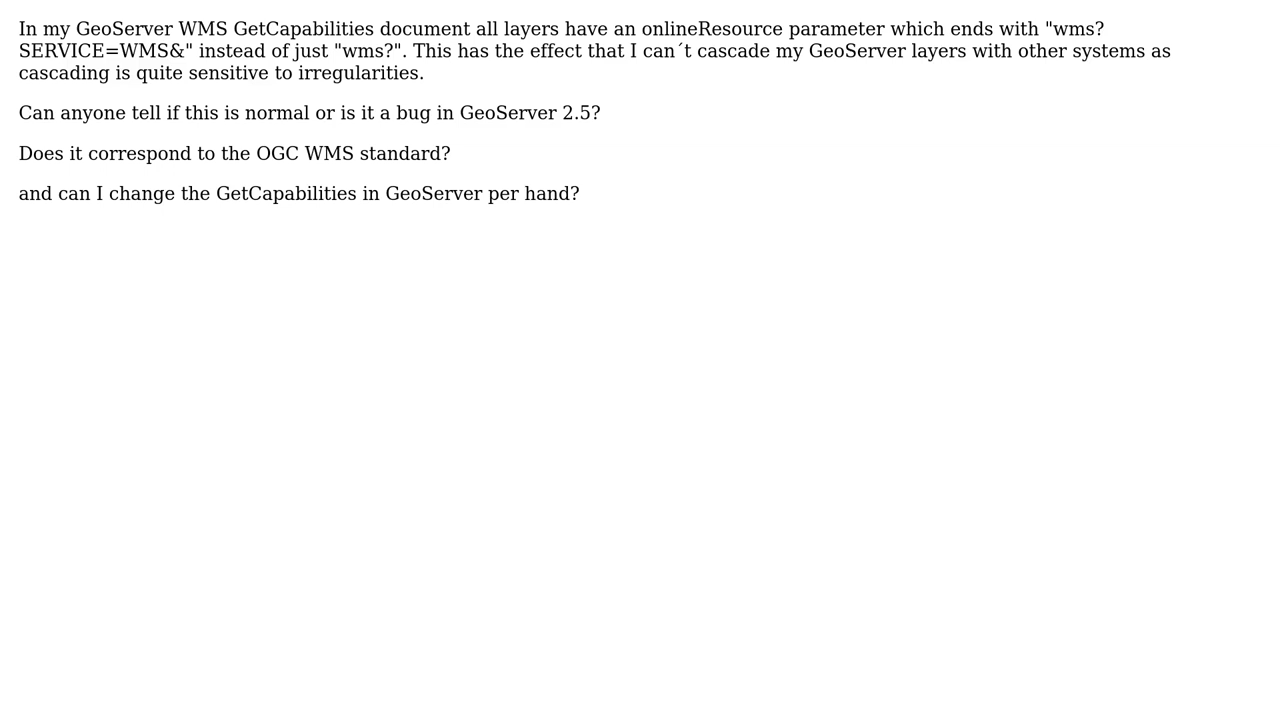 In my GeoServer WMS GetCapabilities document all layers have an onlineResource parameter which ends with "wms?
SERVICE=WMS&" instead of just "wms?". This has the effect that I can´t cascade my GeoServer layers with other systems as
cascading is quite sensitive to irregularities.
Can anyone tell if this is normal or is it a bug in GeoServer 2.5?
Does it correspond to the OGC WMS standard?
and can I change the GetCapabilities in GeoServer per hand?